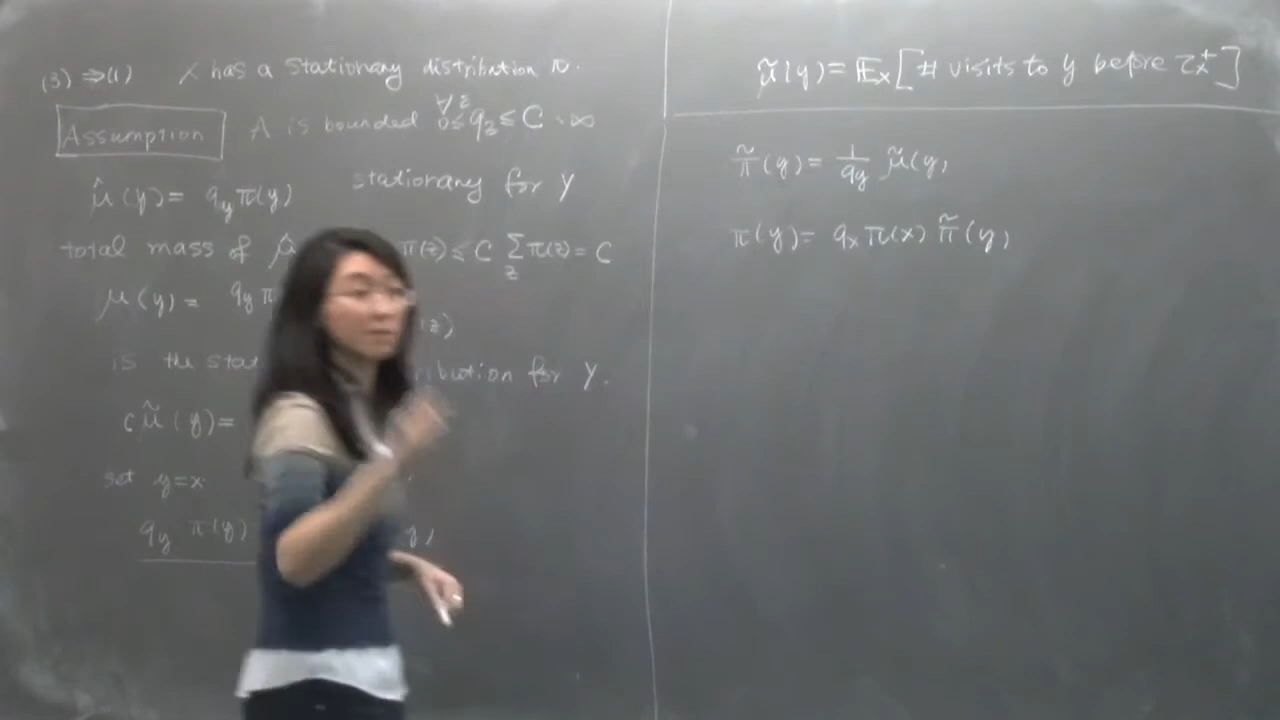 (3) ⇒ (1) X has a stationary distribution π.
Assumption A is bounded ∀z 0≤q_z≤C<∞
μ̂(y)= q_y π(y) stationary for Y
total mass of μ̂ π(z) ≤ C Σ_z π(z) = C
μ(y) = q_y π (z)
is the stat ribution for Y.
c μ̃(y)=
set y=x.
q_y π(y) y)
μ̃(y)= 𝔼_x[# visits to y before τ_x^+]
π̃(y)= 1/q_y μ̃(y)
π(y)= q_x π(x) π̃(y)